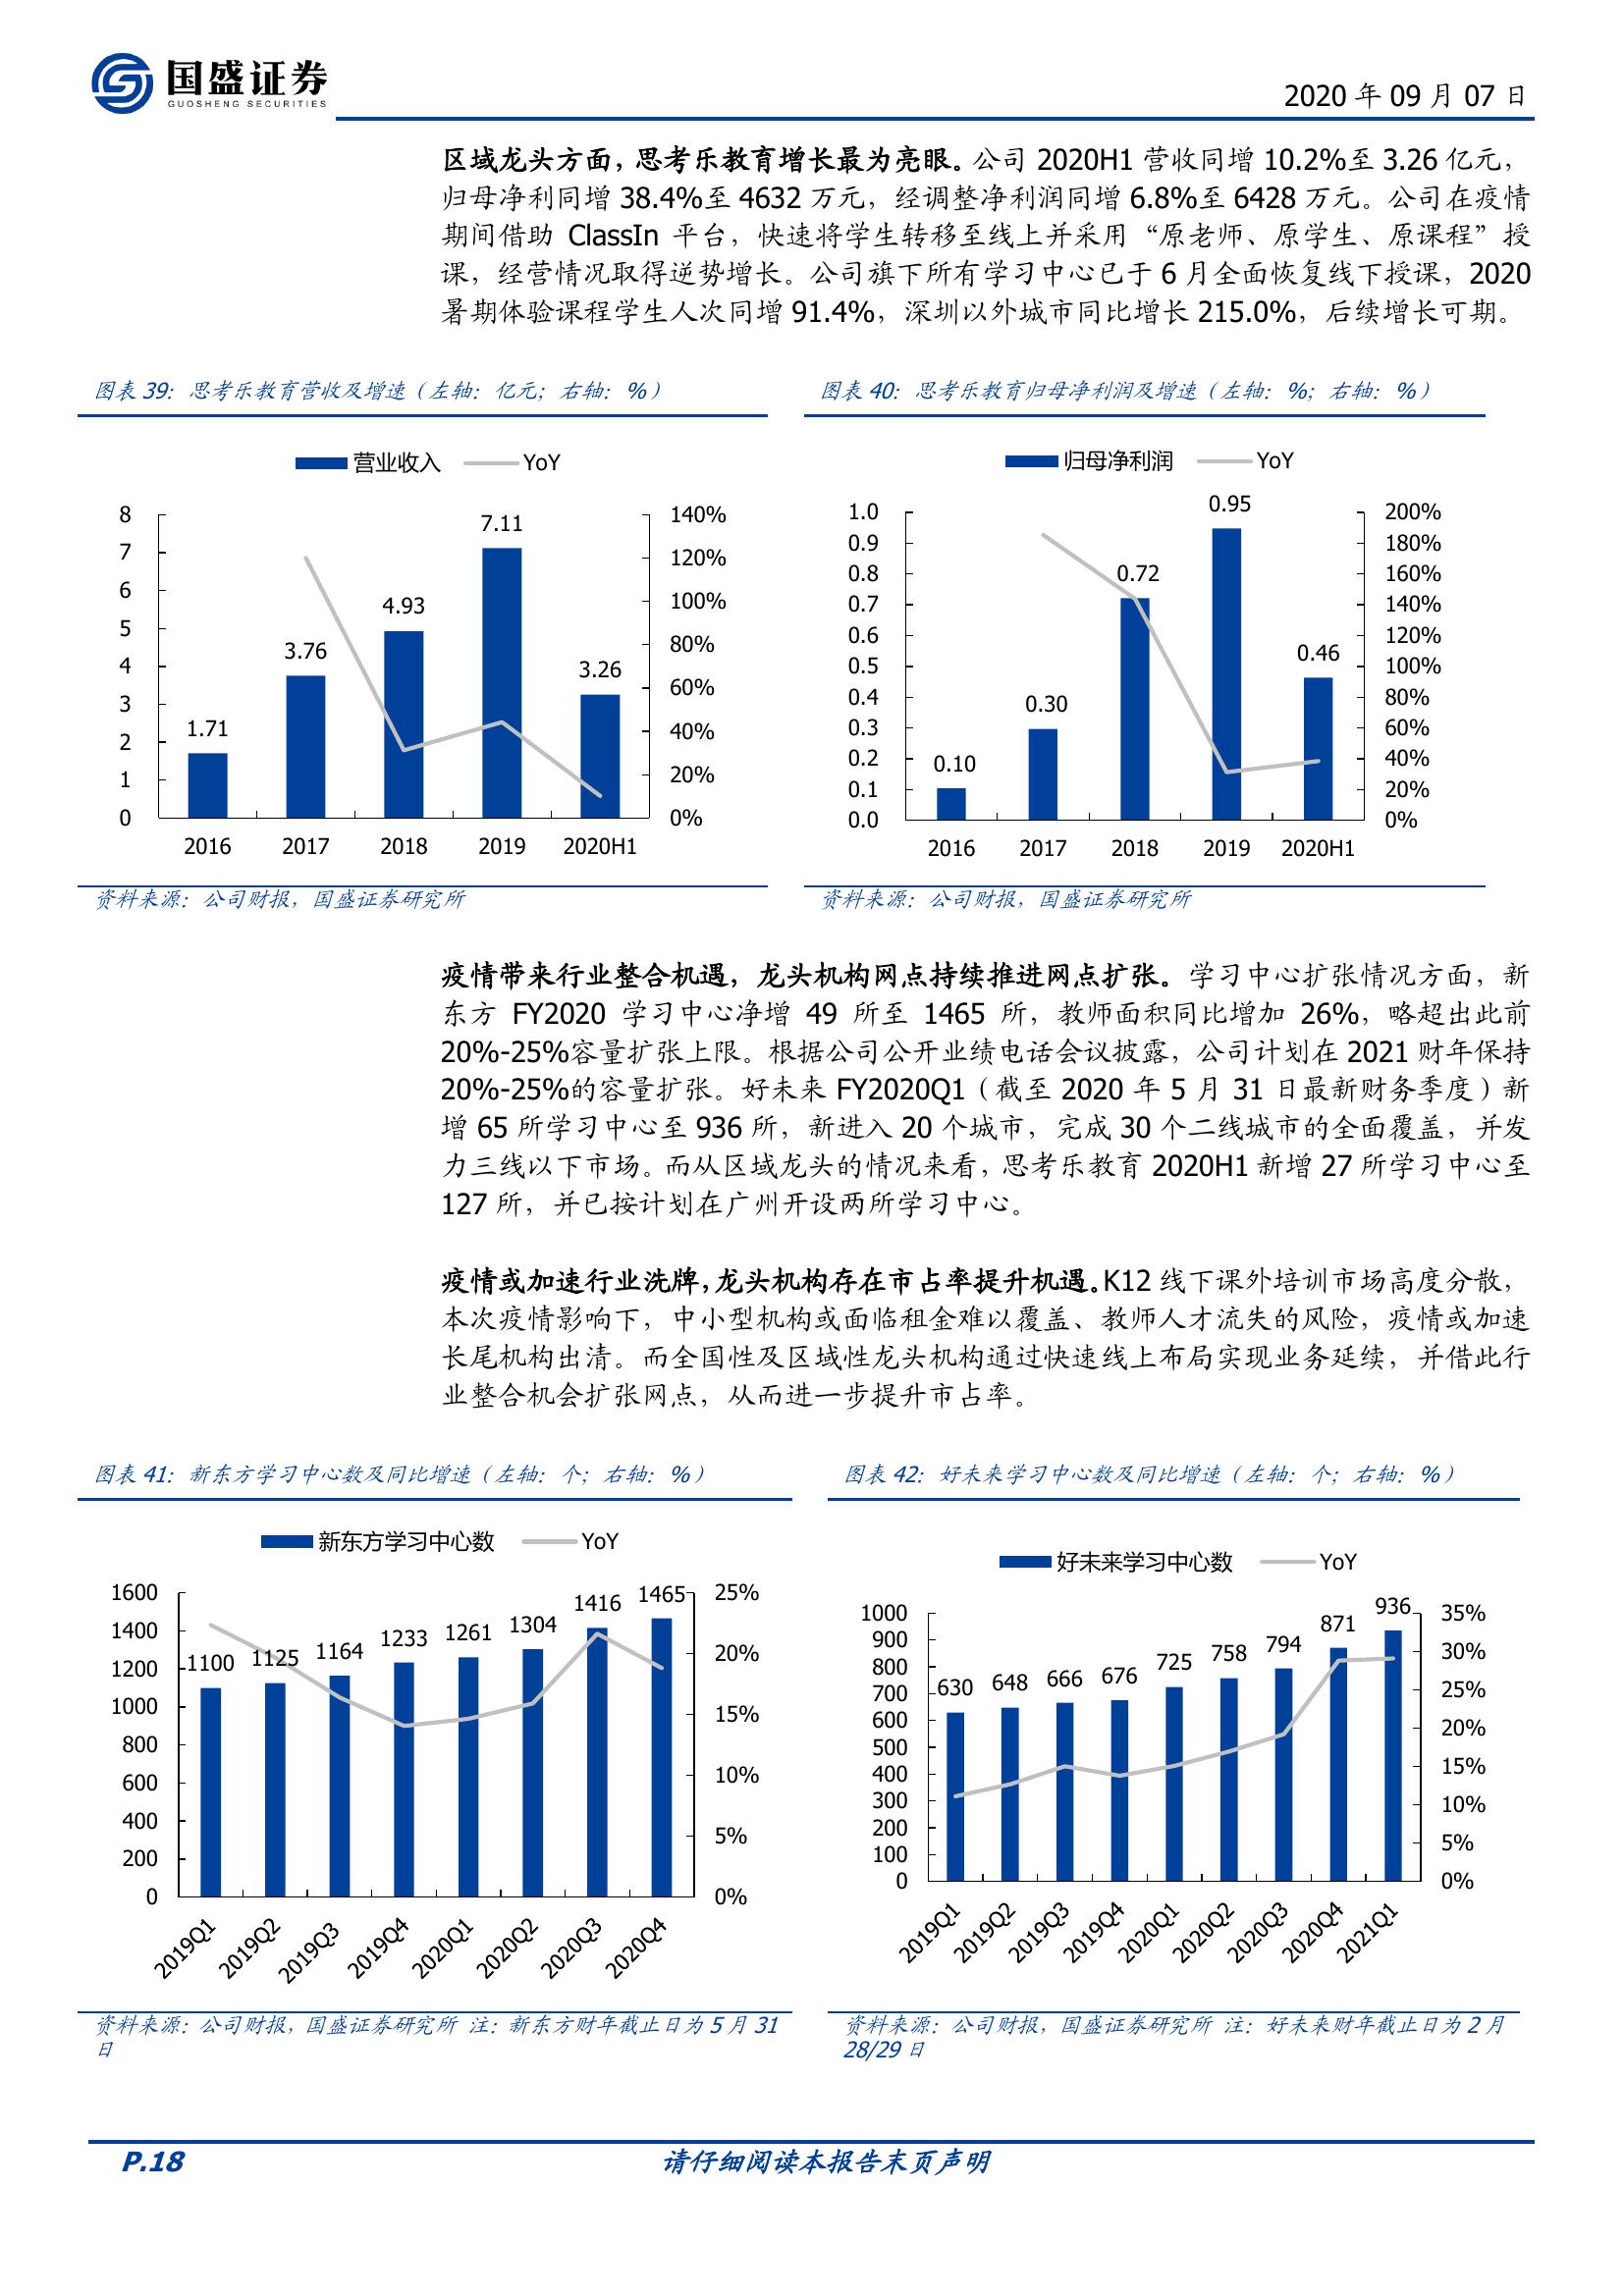 国盛证券
GUOSHENG SECURITIES
2020 年 09 月 07 日
区域龙头方面，思考乐教育增长最为亮眼。公司 2020H1 营收同增 10.2%至 3.26 亿元，
归母净利同增 38.4%至 4632 万元，经调整净利润同增 6.8%至 6428 万元。公司在疫情
期间借助 ClassIn 平台，快速将学生转移至线上并采用“原老师、原学生、原课程”授
课，经营情况取得逆势增长。公司旗下所有学习中心已于 6 月全面恢复线下授课，2020
暑期体验课程学生人次同增 91.4%，深圳以外城市同比增长 215.0%，后续增长可期。
图表 39：思考乐教育营收及增速（左轴：亿元；右轴：%）
营业收入 YoY
8
7
6
5
4
3
2
1
0
1.71
3.76
4.93
7.11
3.26
140%
120%
100%
80%
60%
40%
20%
0%
2016 2017 2018 2019 2020H1
资料来源：公司财报，国盛证券研究所
图表 40：思考乐教育归母净利润及增速（左轴：%；右轴：%）
归母净利润 YoY
1.0
0.9
0.8
0.7
0.6
0.5
0.4
0.3
0.2
0.1
0.0
0.10
0.30
0.72
0.95
0.46
200%
180%
160%
140%
120%
100%
80%
60%
40%
20%
0%
2016 2017 2018 2019 2020H1
资料来源：公司财报，国盛证券研究所
疫情带来行业整合机遇，龙头机构网点持续推进网点扩张。学习中心扩张情况方面，新
东方 FY2020 学习中心净增 49 所至 1465 所，教师面积同比增加 26%，略超出此前
20%-25%容量扩张上限。根据公司公开业绩电话会议披露，公司计划在 2021 财年保持
20%-25%的容量扩张。好未来 FY2020Q1（截至 2020 年 5 月 31 日最新财务季度）新
增 65 所学习中心至 936 所，新进入 20 个城市，完成 30 个二线城市的全面覆盖，并发
力三线以下市场。而从区域龙头的情况来看，思考乐教育 2020H1 新增 27 所学习中心至
127 所，并已按计划在广州开设两所学习中心。
疫情或加速行业洗牌，龙头机构存在市占率提升机遇。K12 线下课外培训市场高度分散，
本次疫情影响下，中小型机构或面临租金难以覆盖、教师人才流失的风险，疫情或加速
长尾机构出清。而全国性及区域性龙头机构通过快速线上布局实现业务延续，并借此行
业整合机会扩张网点，从而进一步提升市占率。
图表 41：新东方学习中心数及同比增速（左轴：个；右轴：%）
新东方学习中心数 YoY
1600
1400
1200
1000
800
600
400
200
0
1100
1125
1164
1233
1261
1304
1416
1465
25%
20%
15%
10%
5%
0%
2019Q1 2019Q2 2019Q3 2019Q4 2020Q1 2020Q2 2020Q3 2020Q4
资料来源：公司财报，国盛证券研究所 注：新东方财年截止日为 5 月 31
日
图表 42：好未来学习中心数及同比增速（左轴：个；右轴：%）
好未来学习中心数 YoY
1000
900
800
700
600
500
400
300
200
100
0
630
648
666
676
725
758
794
871
936
35%
30%
25%
20%
15%
10%
5%
0%
2019Q1 2019Q2 2019Q3 2019Q4 2020Q1 2020Q2 2020Q3 2020Q4 2021Q1
资料来源：公司财报，国盛证券研究所 注：好未来财年截止日为 2 月
28/29 日
P.18
请仔细阅读本报告末页声明